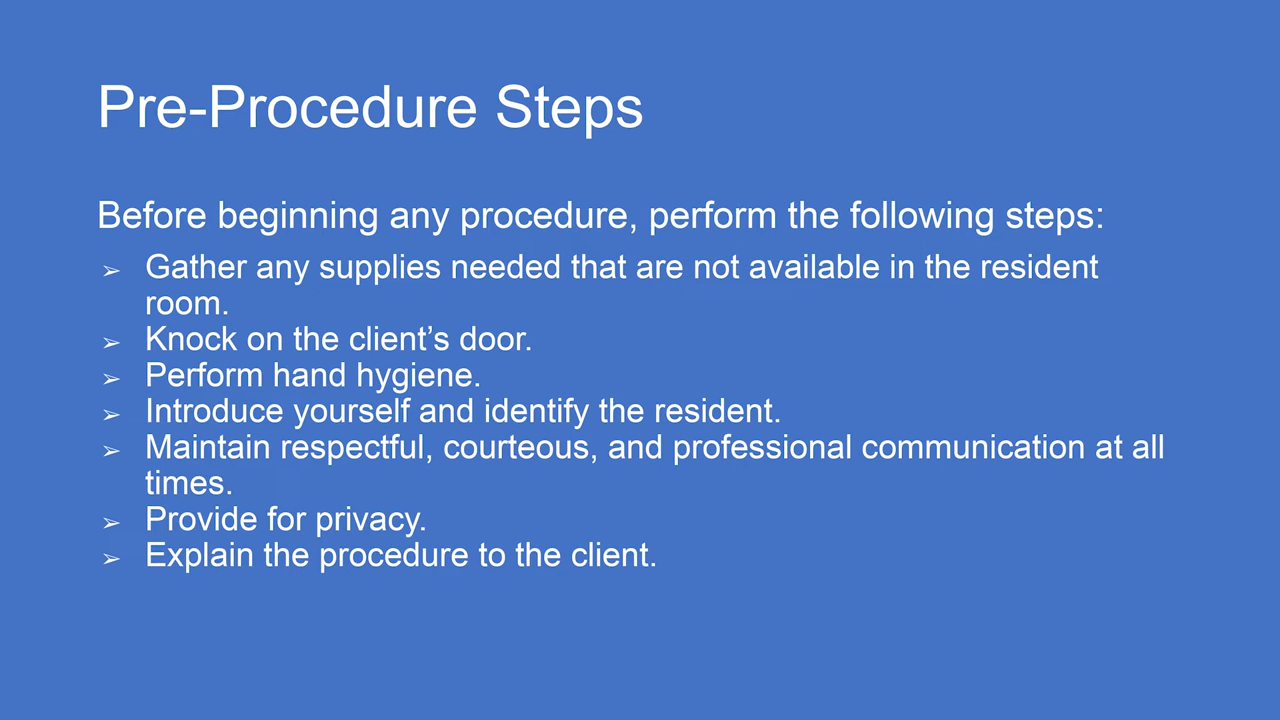 Pre-Procedure Steps
Before beginning any procedure, perform the following steps:
➢ Gather any supplies needed that are not available in the resident
room.
➢ Knock on the client’s door.
➢ Perform hand hygiene.
➢ Introduce yourself and identify the resident.
➢ Maintain respectful, courteous, and professional communication at all
times.
➢ Provide for privacy.
➢ Explain the procedure to the client.